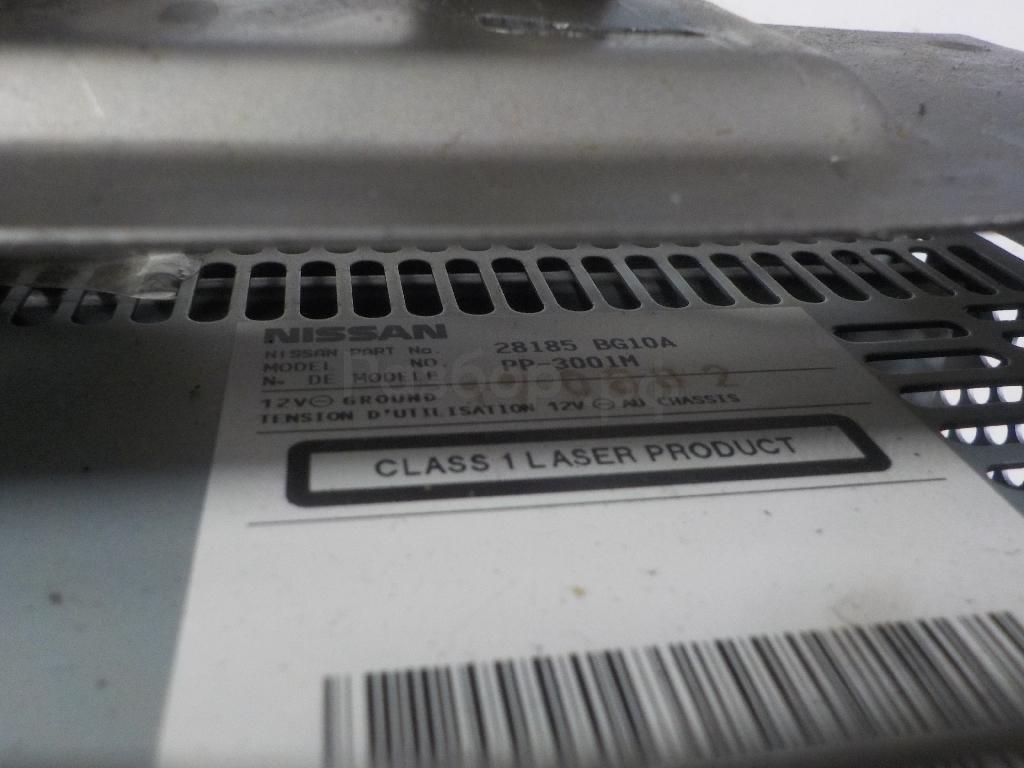 NISSAN
NISSAN PART No. 28185 BG10A
MODEL NO. PP-3001M
No DE MODELE
12V⊖ GROUND
TENSION D'UTILISATION 12V ⊖ AU CHASSIS
CLASS 1 LASER PRODUCT